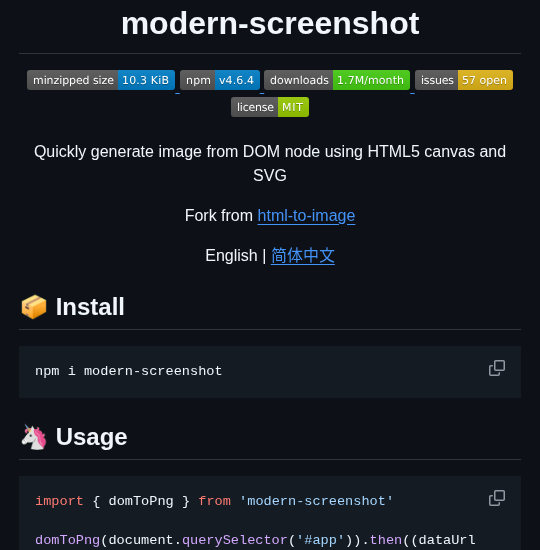 modern-screenshot
minzipped size 10.3 KiB npm v4.6.4 downloads 1.7M/month issues 57 open
license MIT
Quickly generate image from DOM node using HTML5 canvas and
SVG
Fork from html-to-image
English | 简体中文
📦 Install
npm i modern-screenshot
🦄 Usage
import { domToPng } from 'modern-screenshot'
domToPng(document.querySelector('#app')).then((dataUrl